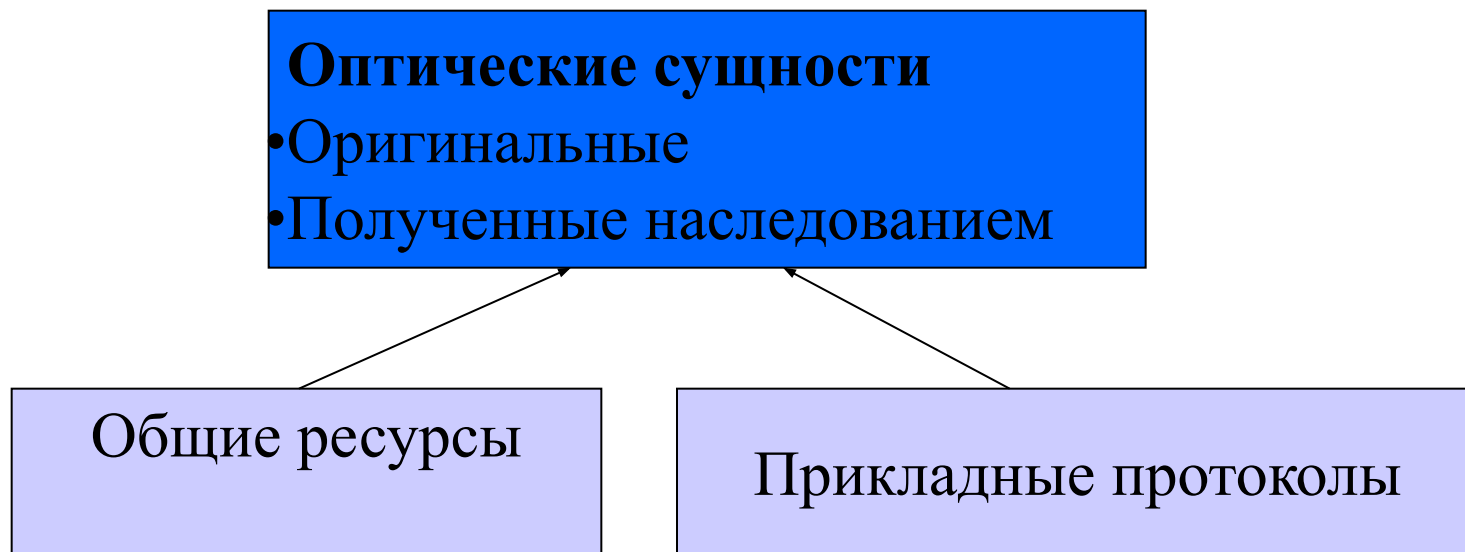 Оптические сущности
•Оригинальные
•Полученные наследованием
Общие ресурсы
Прикладные протоколы